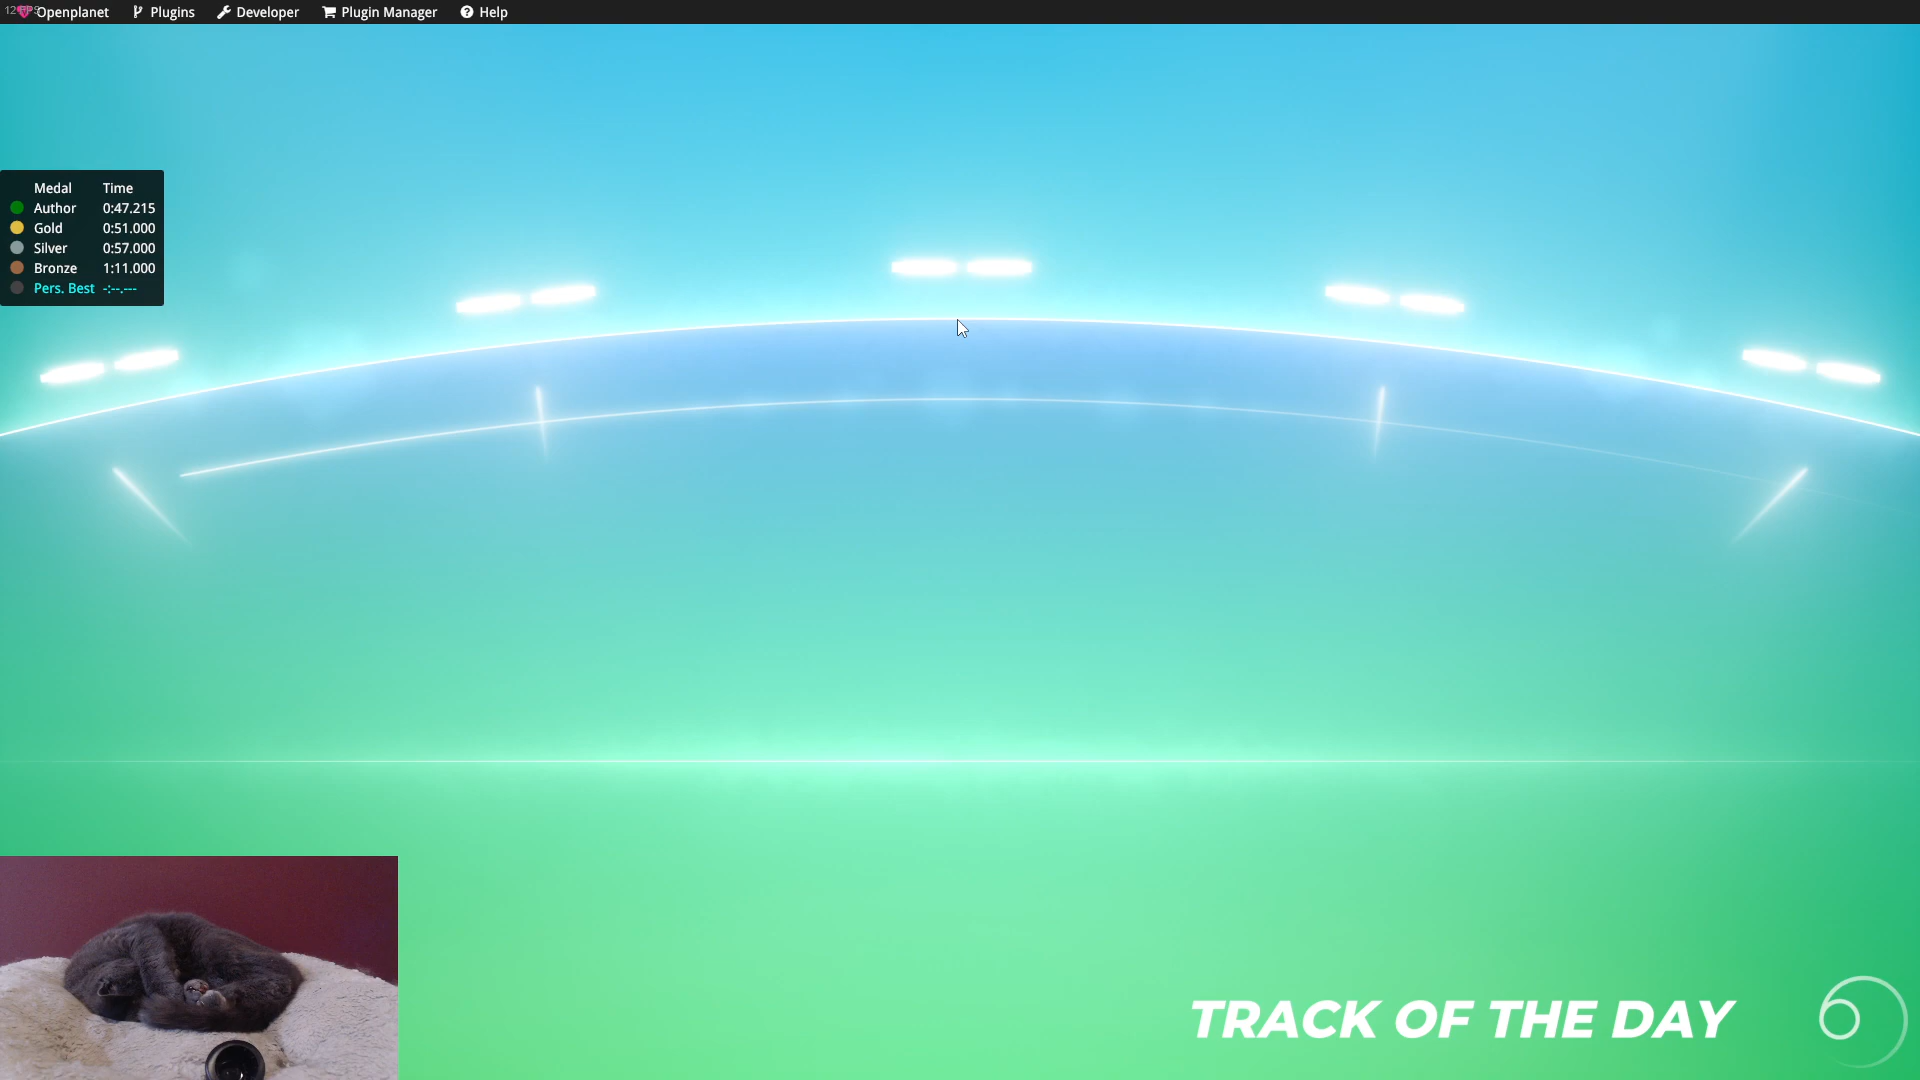 Openplanet Plugins Developer Plugin Manager Help
Medal Time
Author 0:47.215
Gold 0:51.000
Silver 0:57.000
Bronze 1:11.000
Pers. Best -:--.---
TRACK OF THE DAY